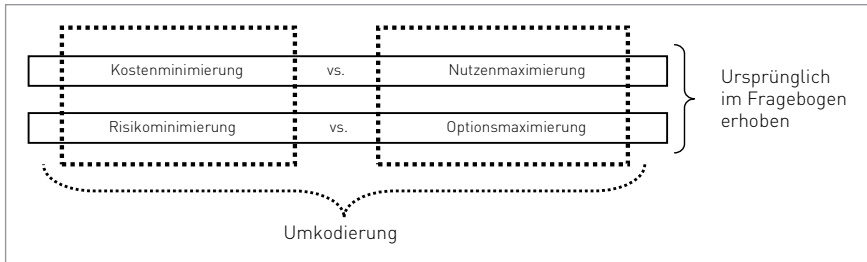 Kostenminimierung vs. Nutzenmaximierung
Risikominimierung vs. Optionsmaximierung
Ursprünglich
im Fragebogen
erhoben
Umkodierung